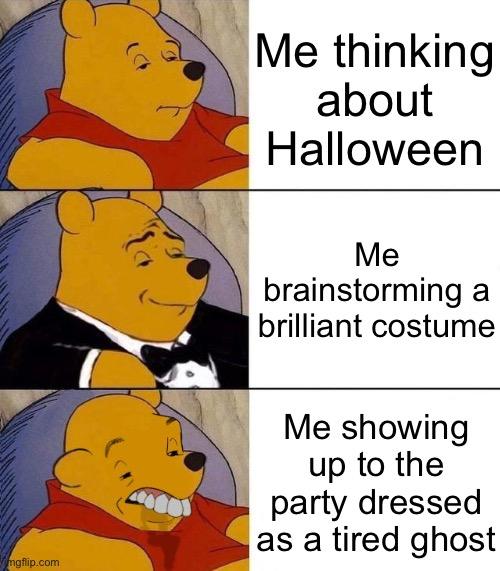 Me thinking
about
Halloween
Me
brainstorming a
brilliant costume
Me showing
up to the
party dressed
as a tired ghost
imgflip.com